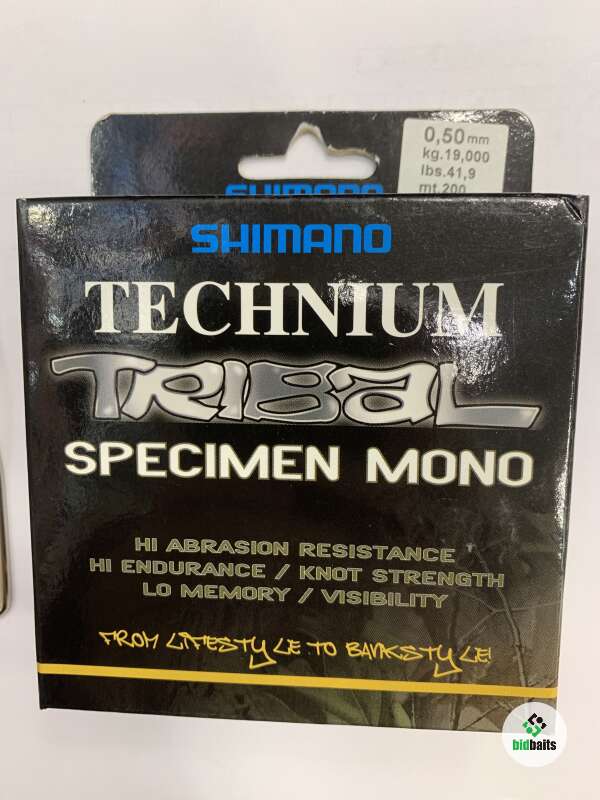 0,50 mm
kg.19,000
lbs.41,9
mt.200
SHIMANO
SHIMANO
TECHNIUM
TRIBAL
SPECIMEN MONO
HI ABRASION RESISTANCE
HI ENDURANCE / KNOT STRENGTH
LO MEMORY / VISIBILITY
FROM LIFESTYLE TO BANKSTYLE!
bidbaits